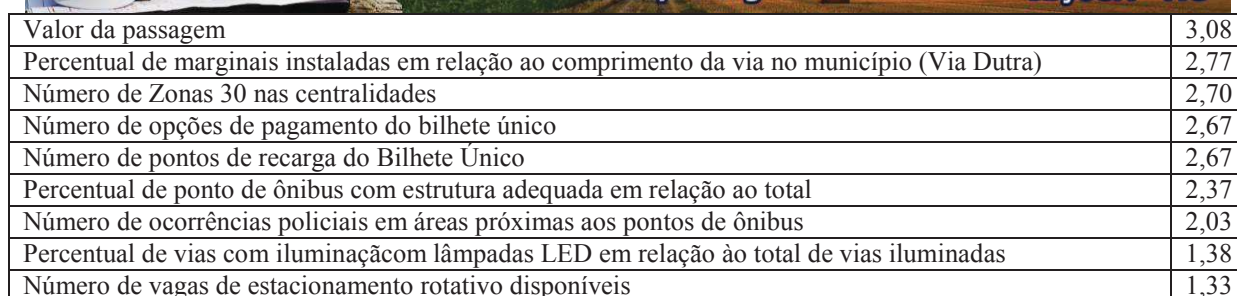 Valor da passagem 3,08
Percentual de marginais instaladas em relação ao comprimento da via no município (Via Dutra) 2,77
Número de Zonas 30 nas centralidades 2,70
Número de opções de pagamento do bilhete único 2,67
Número de pontos de recarga do Bilhete Único 2,67
Percentual de ponto de ônibus com estrutura adequada em relação ao total 2,37
Número de ocorrências policiais em áreas próximas aos pontos de ônibus 2,03
Percentual de vias com iluminaçãcom lâmpadas LED em relação ào total de vias iluminadas 1,38
Número de vagas de estacionamento rotativo disponíveis 1,33